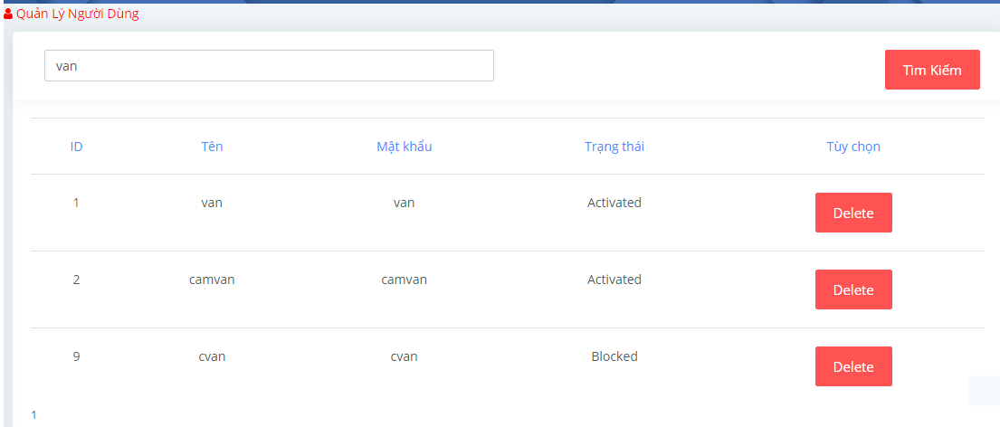 Quản Lý Người Dùng
van
Tìm Kiếm
ID Tên Mật khẩu Trạng thái Tùy chọn
1 van van Activated Delete
2 camvan camvan Activated Delete
9 cvan cvan Blocked Delete
1